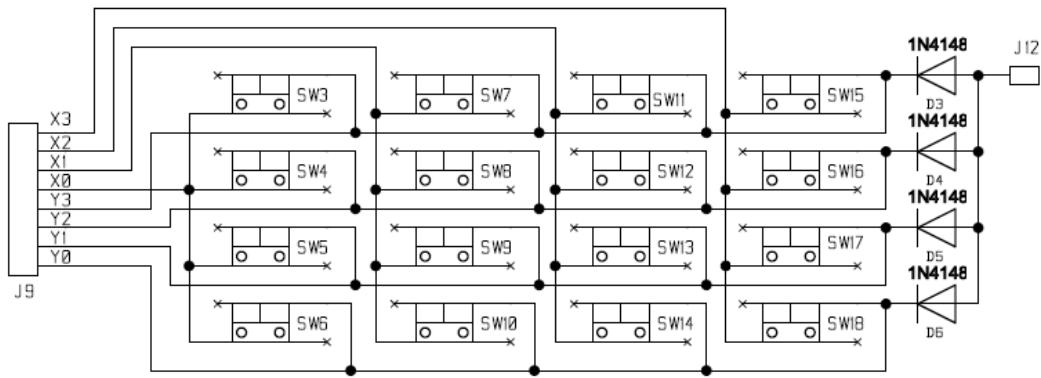 1N4148
J12
SW3
SW7
SW11
SW15
D3
X3
X2
X1
X0
Y3
Y2
Y1
Y0
J9
1N4148
SW4
SW8
SW12
SW16
D4
1N4148
SW5
SW9
SW13
SW17
D5
1N4148
SW6
SW10
SW14
SW18
D6